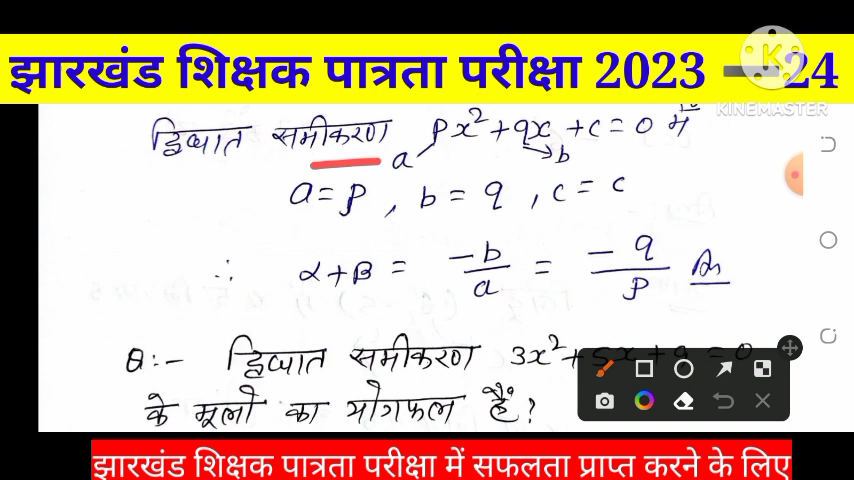 झारखंड शिक्षक पात्रता परीक्षा 2023 — 24
KINEMASTER
द्विघात समीकरण px² + qx + c = 0 में
a b
a = p , b = q , c = c
∴ α + β = -b/a = -q/p Ans
Q:- द्विघात समीकरण 3x² + 5x + 9 = 0
के मूलो का योगफल है?
झारखंड शिक्षक पात्रता परीक्षा में सफलता प्राप्त करने के लिए